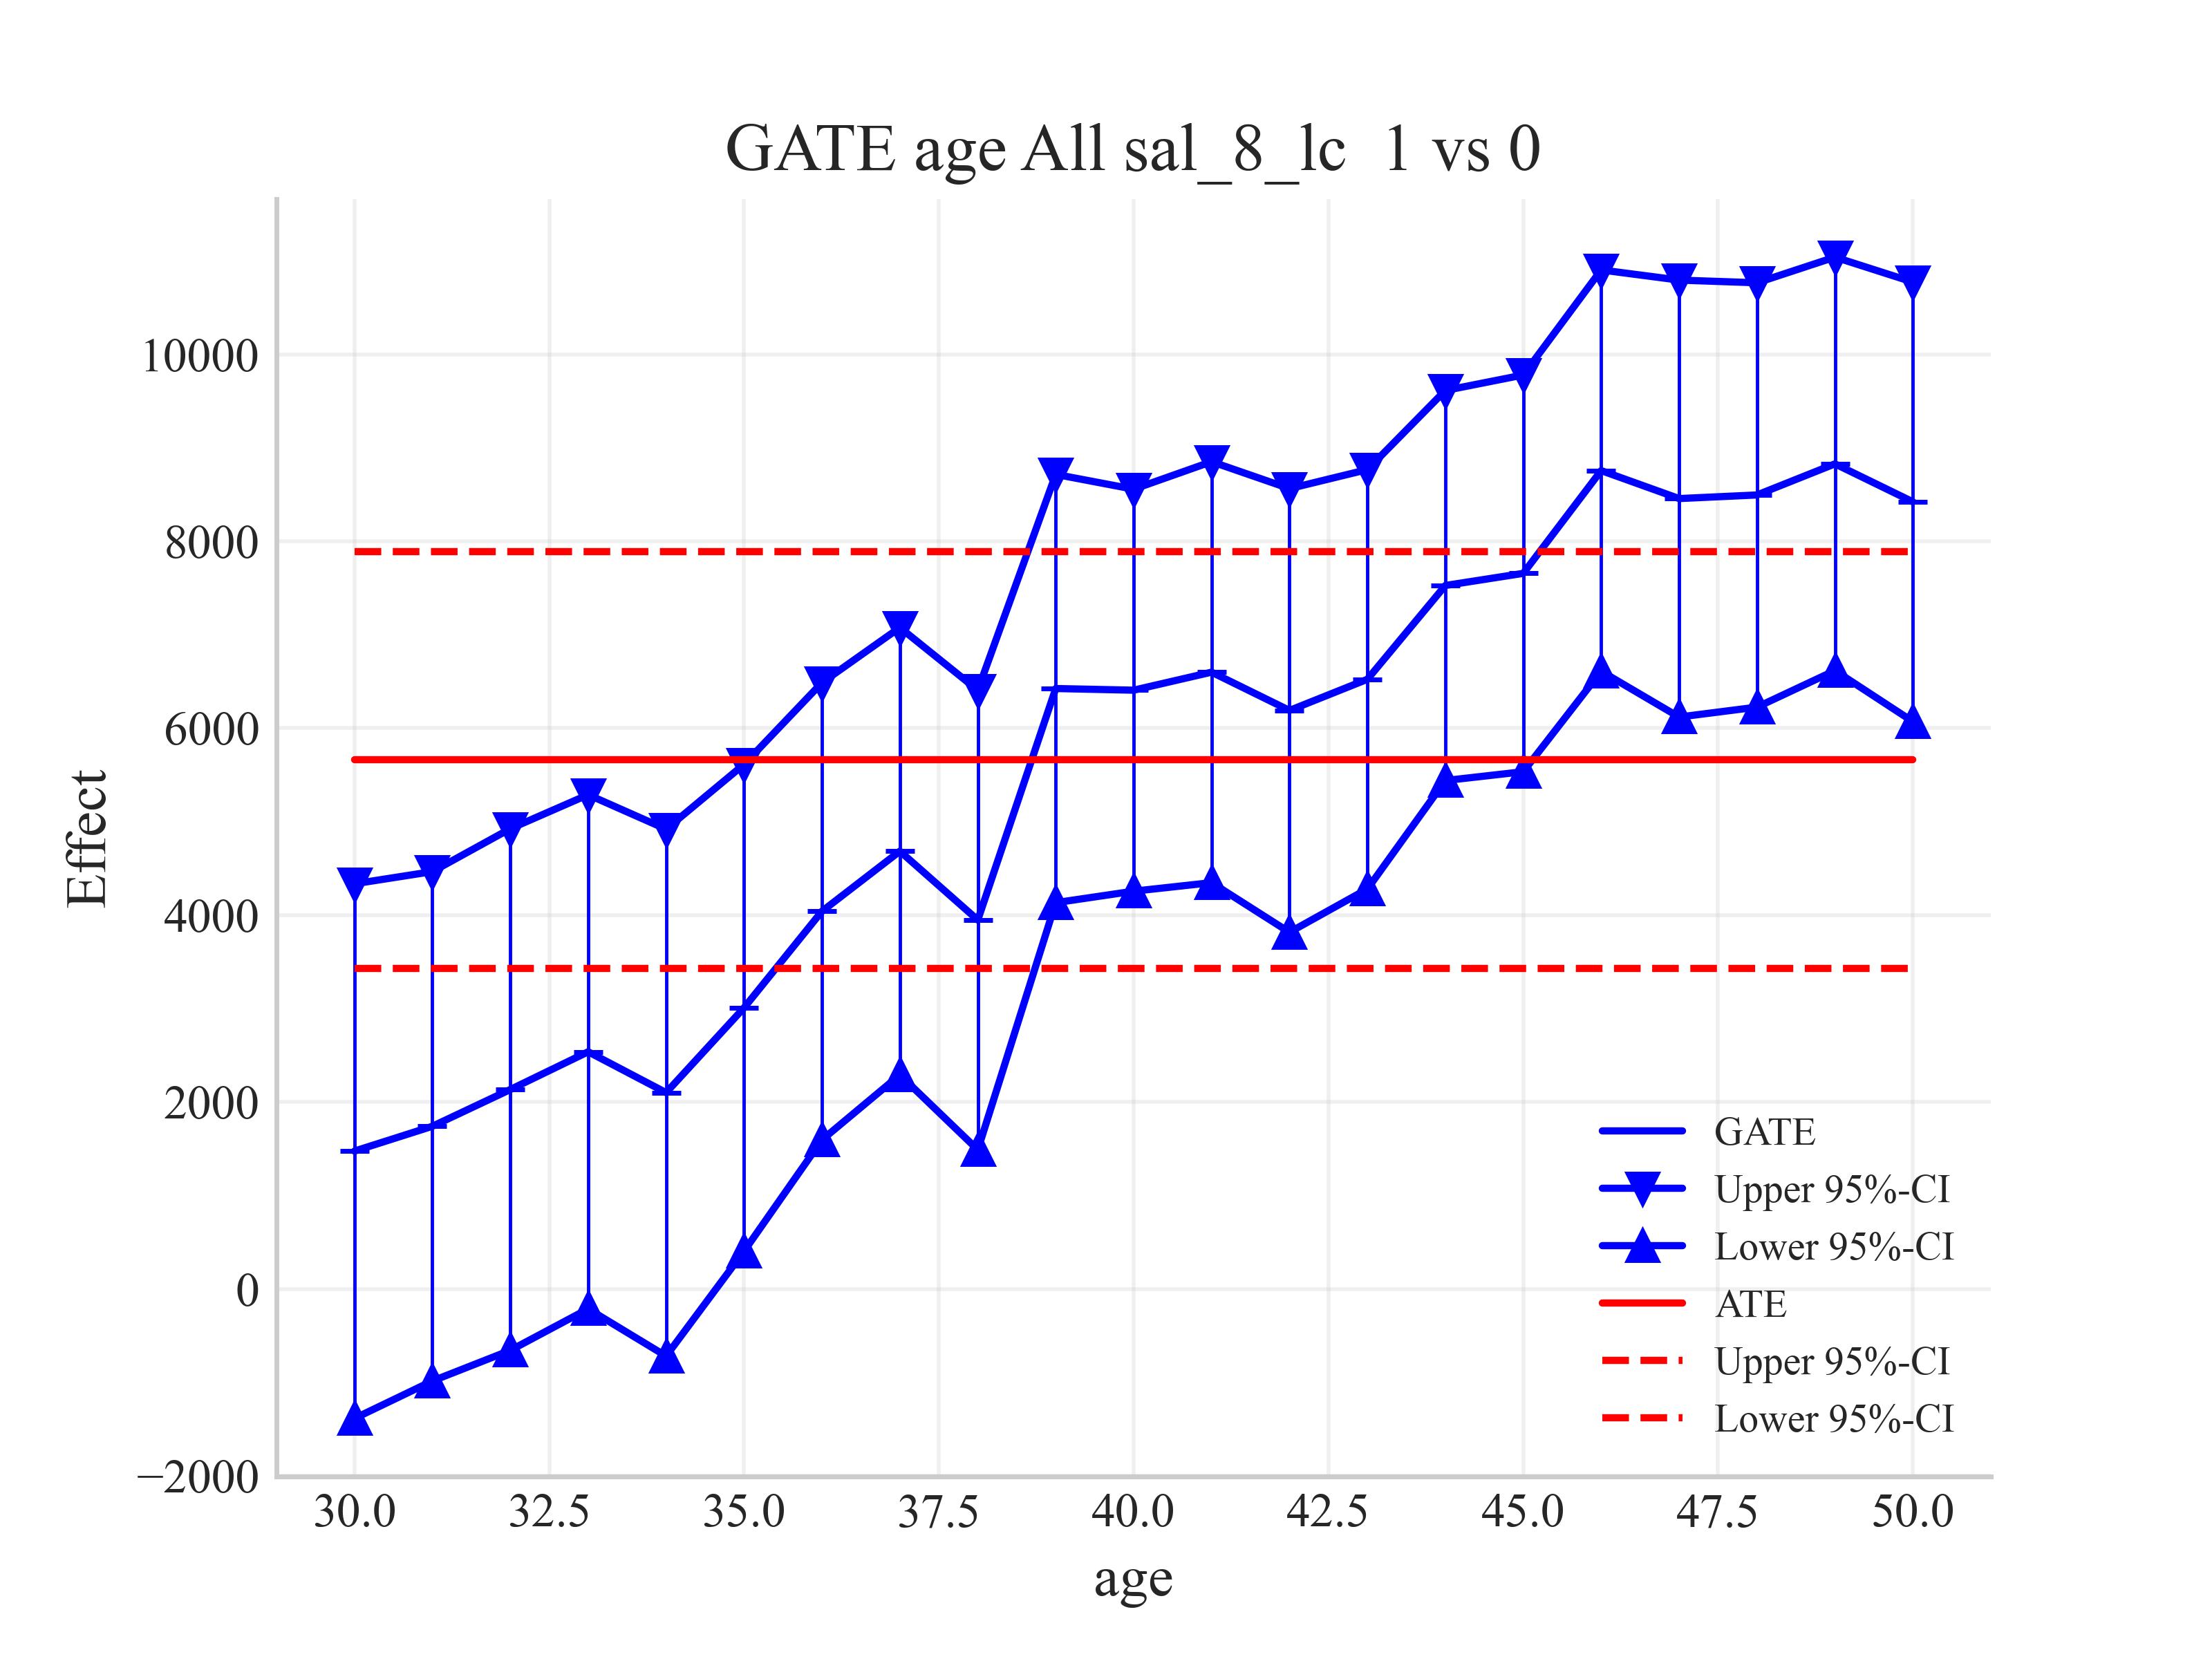 GATE age All sal_8_lc  1 vs 0
Effect
10000
8000
6000
4000
2000
0
−2000
30.0 32.5 35.0 37.5 40.0 42.5 45.0 47.5 50.0
age
GATE
Upper 95%-CI
Lower 95%-CI
ATE
Upper 95%-CI
Lower 95%-CI